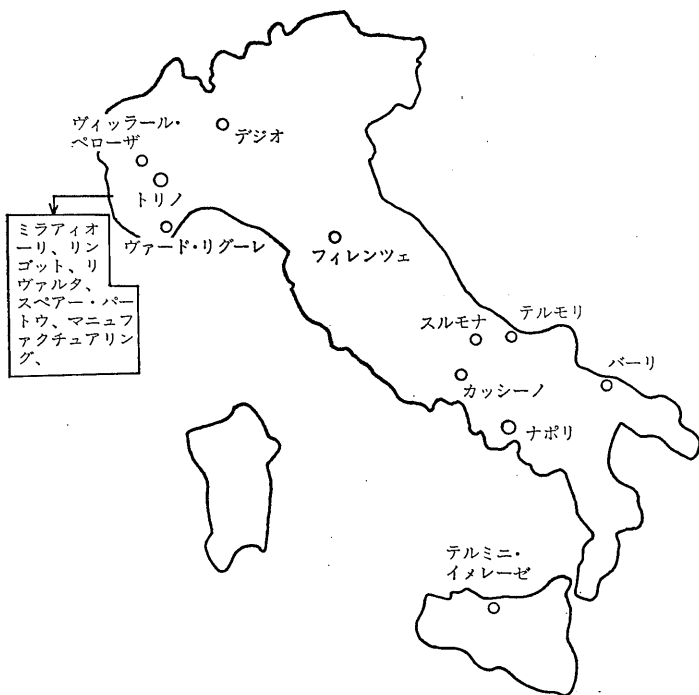 ヴィッラール・
ペローザ
デジオ
トリノ
ミラアィオ
ーリ、リン
ゴット、リ
ヴァルタ、
スペアー・パー
トウ、マニュフ
ァクチュアリン
グ、
ヴァード・リグーレ
フィレンツェ
スルモナ
テルモリ
バーリ
カッシーノ
ナポリ
テルミニ・
イメレーゼ